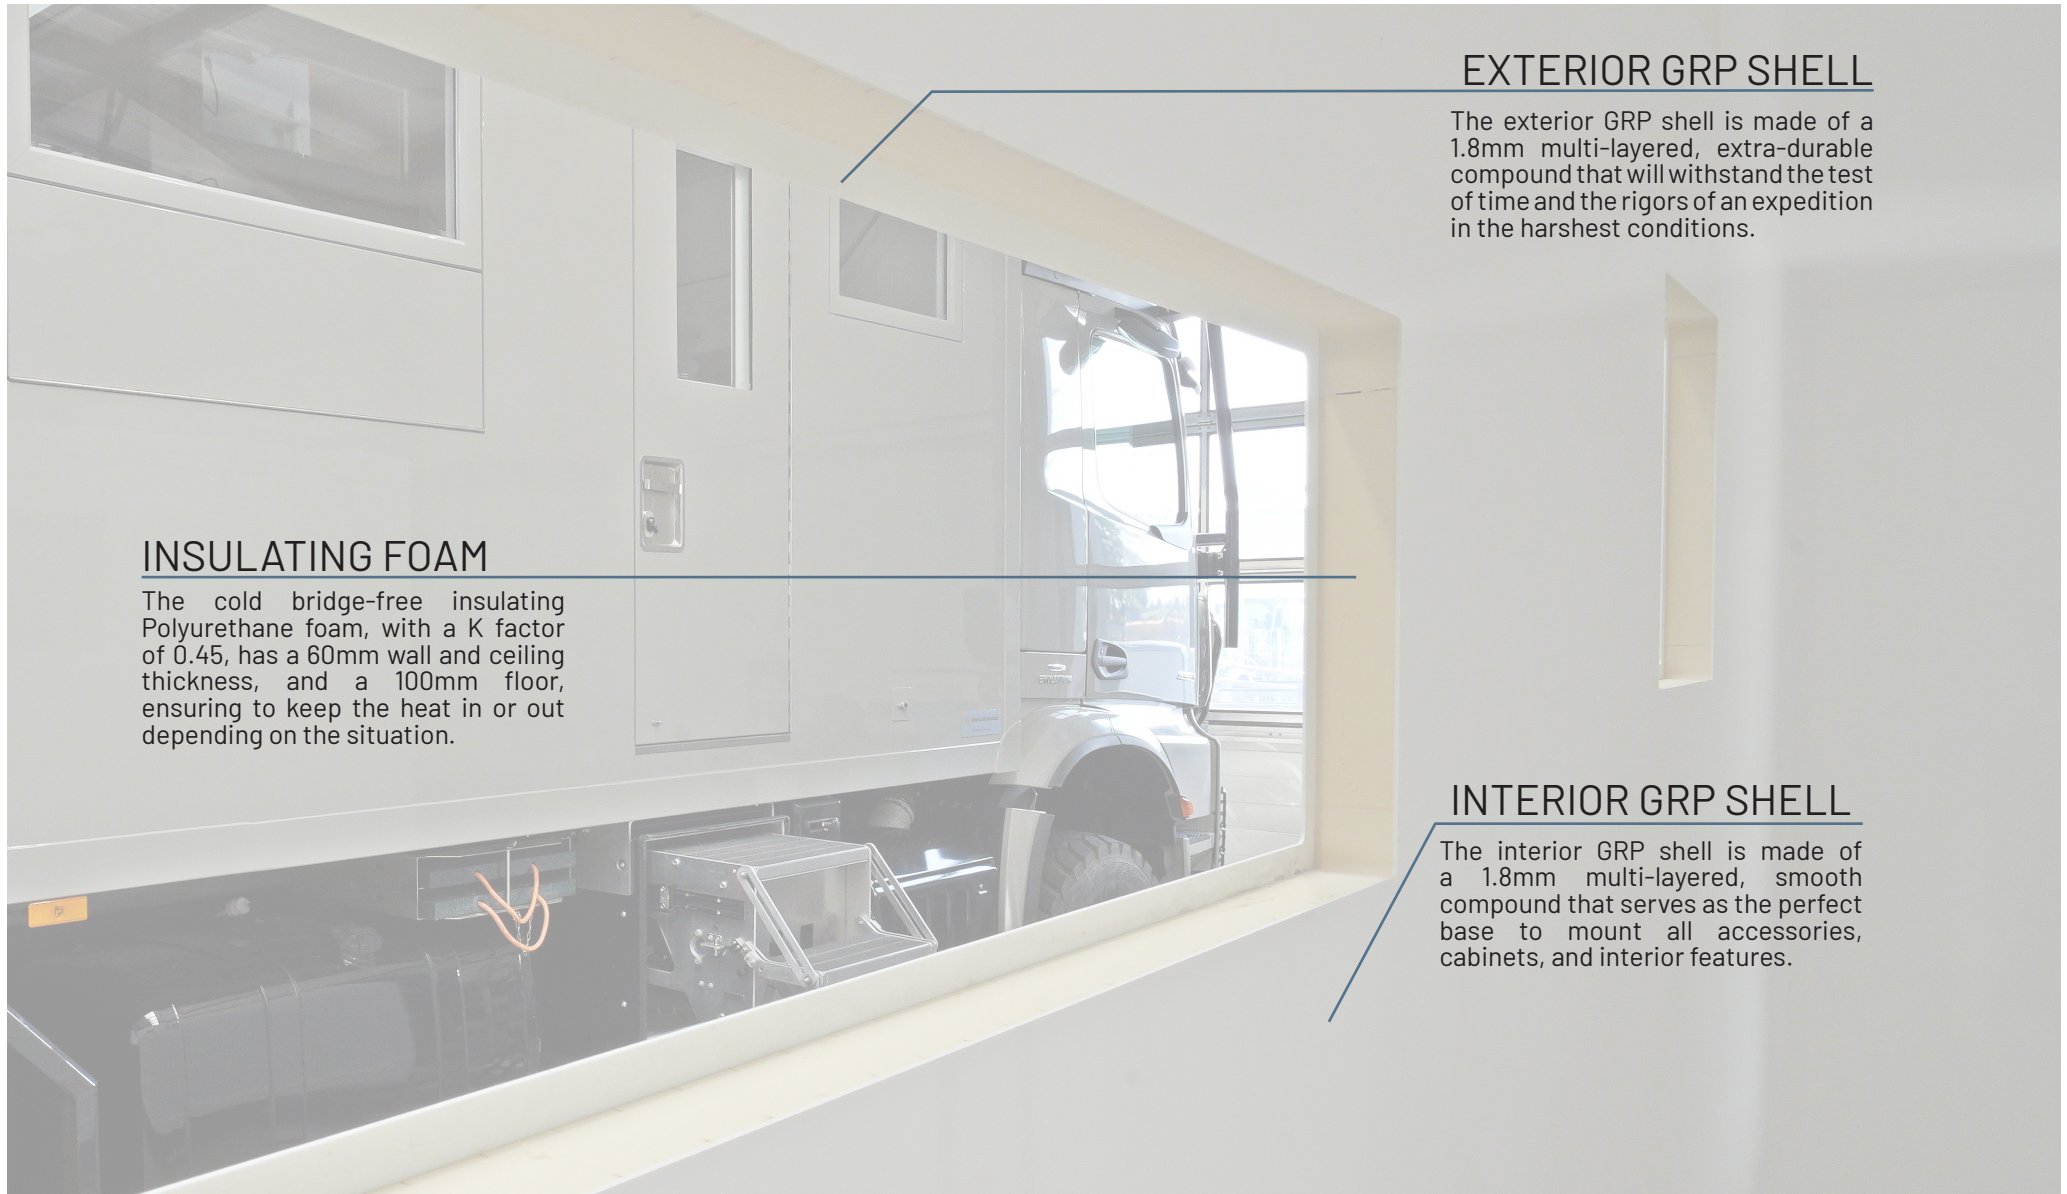 EXTERIOR GRP SHELL
The exterior GRP shell is made of a
1.8mm multi-layered, extra-durable
compound that will withstand the test
of time and the rigors of an expedition
in the harshest conditions.
INSULATING FOAM
The cold bridge-free insulating
Polyurethane foam, with a K factor
of 0.45, has a 60mm wall and ceiling
thickness, and a 100mm floor,
ensuring to keep the heat in or out
depending on the situation.
INTERIOR GRP SHELL
The interior GRP shell is made of
a 1.8mm multi-layered, smooth
compound that serves as the perfect
base to mount all accessories,
cabinets, and interior features.